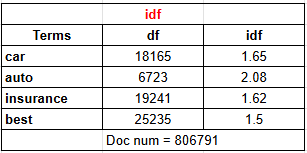 idf
Terms df idf
car 18165 1.65
auto 6723 2.08
insurance 19241 1.62
best 25235 1.5
Doc num = 806791